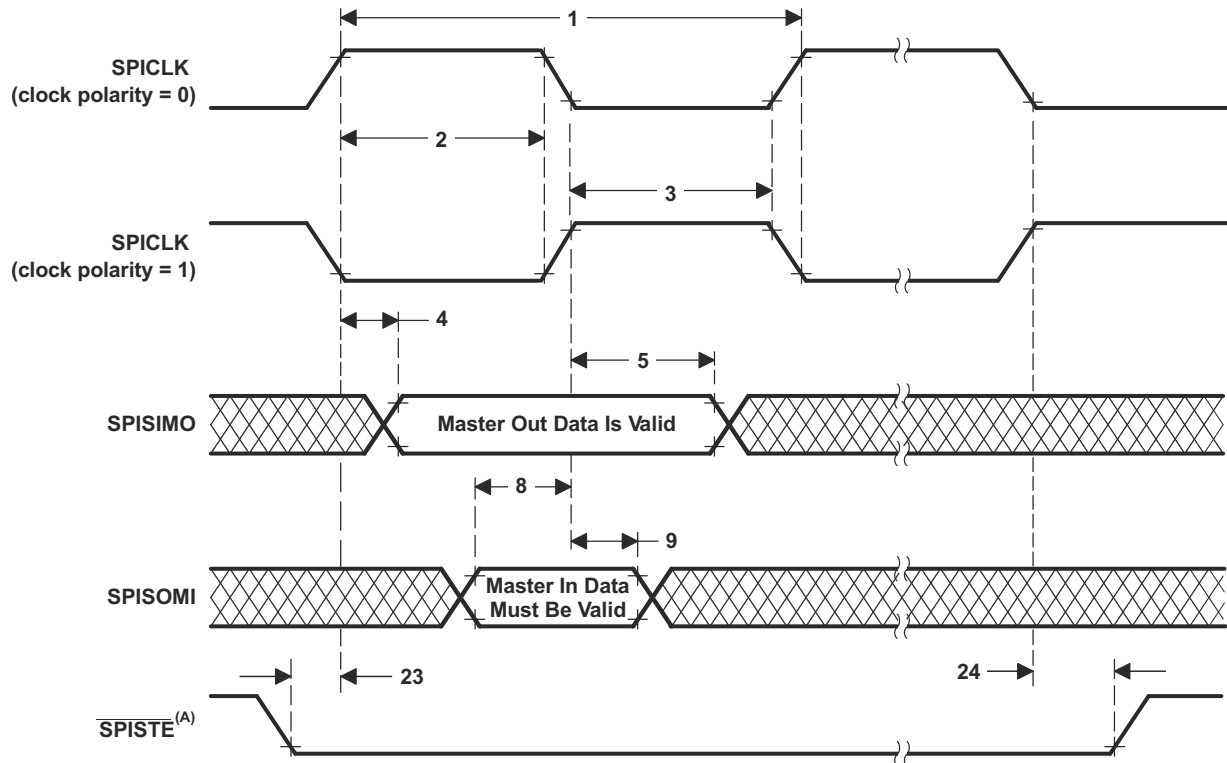 1
SPICLK
(clock polarity = 0)
2
3
SPICLK
(clock polarity = 1)
4
5
SPISIMO
Master Out Data Is Valid
8
9
SPISOMI
Master In Data
Must Be Valid
23
24
SPISTE(A)